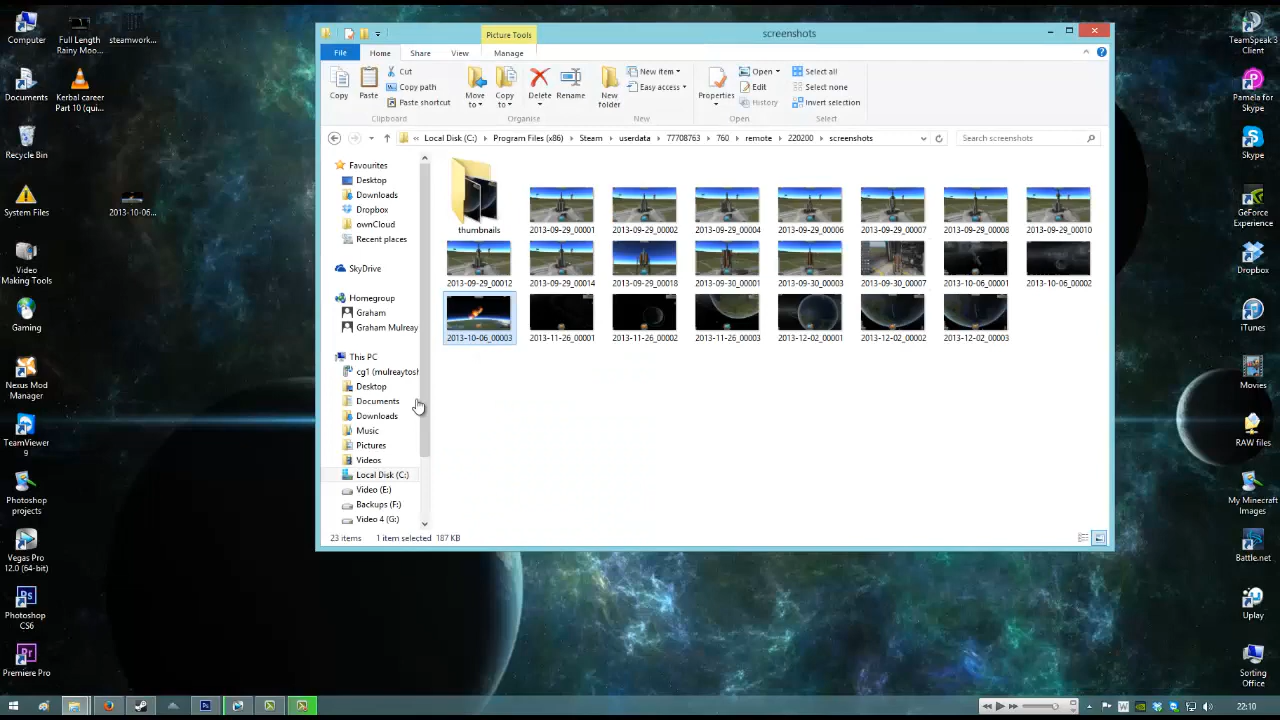 Computer
Full Length
Rainy Moo...
steamwork...
Documents
Kerbal career
Part 10 (qui...
Recycle Bin
System Files
2013-10-06...
Video
Making Tools
Gaming
Nexus Mod
Manager
TeamViewer
9
Photoshop
projects
Vegas Pro
12.0 (64-bit)
Photoshop
CS6
Premiere Pro
Picture Tools
screenshots
File
Home
Share
View
Manage
Copy
Paste
Cut
Copy path
Paste shortcut
Clipboard
Move
to
Copy
to
Delete
Rename
Organise
New
folder
New item
Easy access
New
Properties
Open
Edit
History
Open
Select all
Select none
Invert selection
Select
Local Disk (C:)
Program Files (x86)
Steam
userdata
77708763
760
remote
220200
screenshots
Search screenshots
Favourites
Desktop
Downloads
Dropbox
ownCloud
Recent places
SkyDrive
Homegroup
Graham
Graham Mulreay
This PC
cg1 (mulreaytosh
Desktop
Documents
Downloads
Music
Pictures
Videos
Local Disk (C:)
Video (E:)
Backups (F:)
Video 4 (G:)
thumbnails
2013-09-29_00001
2013-09-29_00002
2013-09-29_00004
2013-09-29_00006
2013-09-29_00007
2013-09-29_00008
2013-09-29_00010
2013-09-29_00012
2013-09-29_00014
2013-09-29_00018
2013-09-30_00001
2013-09-30_00003
2013-09-30_00007
2013-10-06_00001
2013-10-06_00002
2013-10-06_00003
2013-11-26_00001
2013-11-26_00002
2013-11-26_00003
2013-12-02_00001
2013-12-02_00002
2013-12-02_00003
23 items
1 item selected 187 KB
TeamSpeak 3
Client
Pamela for
Skype
Skype
GeForce
Experience
Dropbox
iTunes
Movies
RAW files
My Minecraft
Images
Battle.net
Uplay
Sorting
Office
Ps
Pr
Ps
22:10